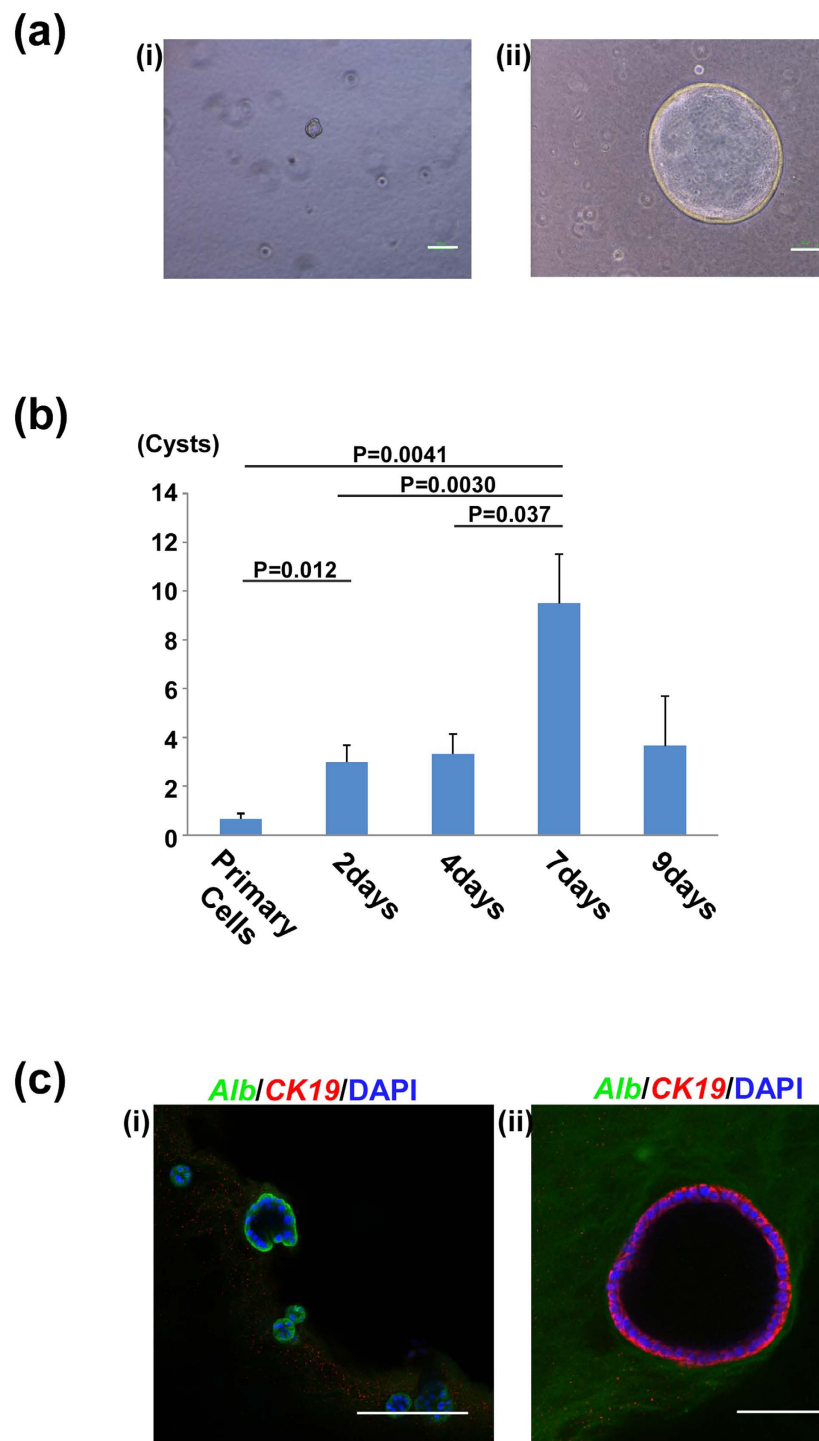 (a)
(i)
(ii)
(b)
(Cysts)
P=0.0041
P=0.0030
P=0.037
P=0.012
14
12
10
8
6
4
2
0
Primary
Cells
2days
4days
7days
9days
(c)
Alb/CK19/DAPI
Alb/CK19/DAPI
(i)
(ii)